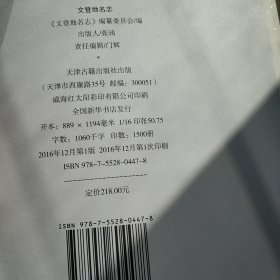 文登地名志
《文登地名志》编纂委员会/编
出版人/张玮
责任编辑/门辉
*
天津古籍出版社出版
(天津市西康路35号 邮编:300051)
威海红太阳彩印有限公司印刷
全国新华书店发行
开本:889×1194毫米 1/16 印张50.75
字数:1060千字 印数:1500册
2016年12月第1版 2016年12月第1次印刷
ISBN 978-7-5528-0447-8
定价218.00元
ISBN 978-7-5528-0447-8